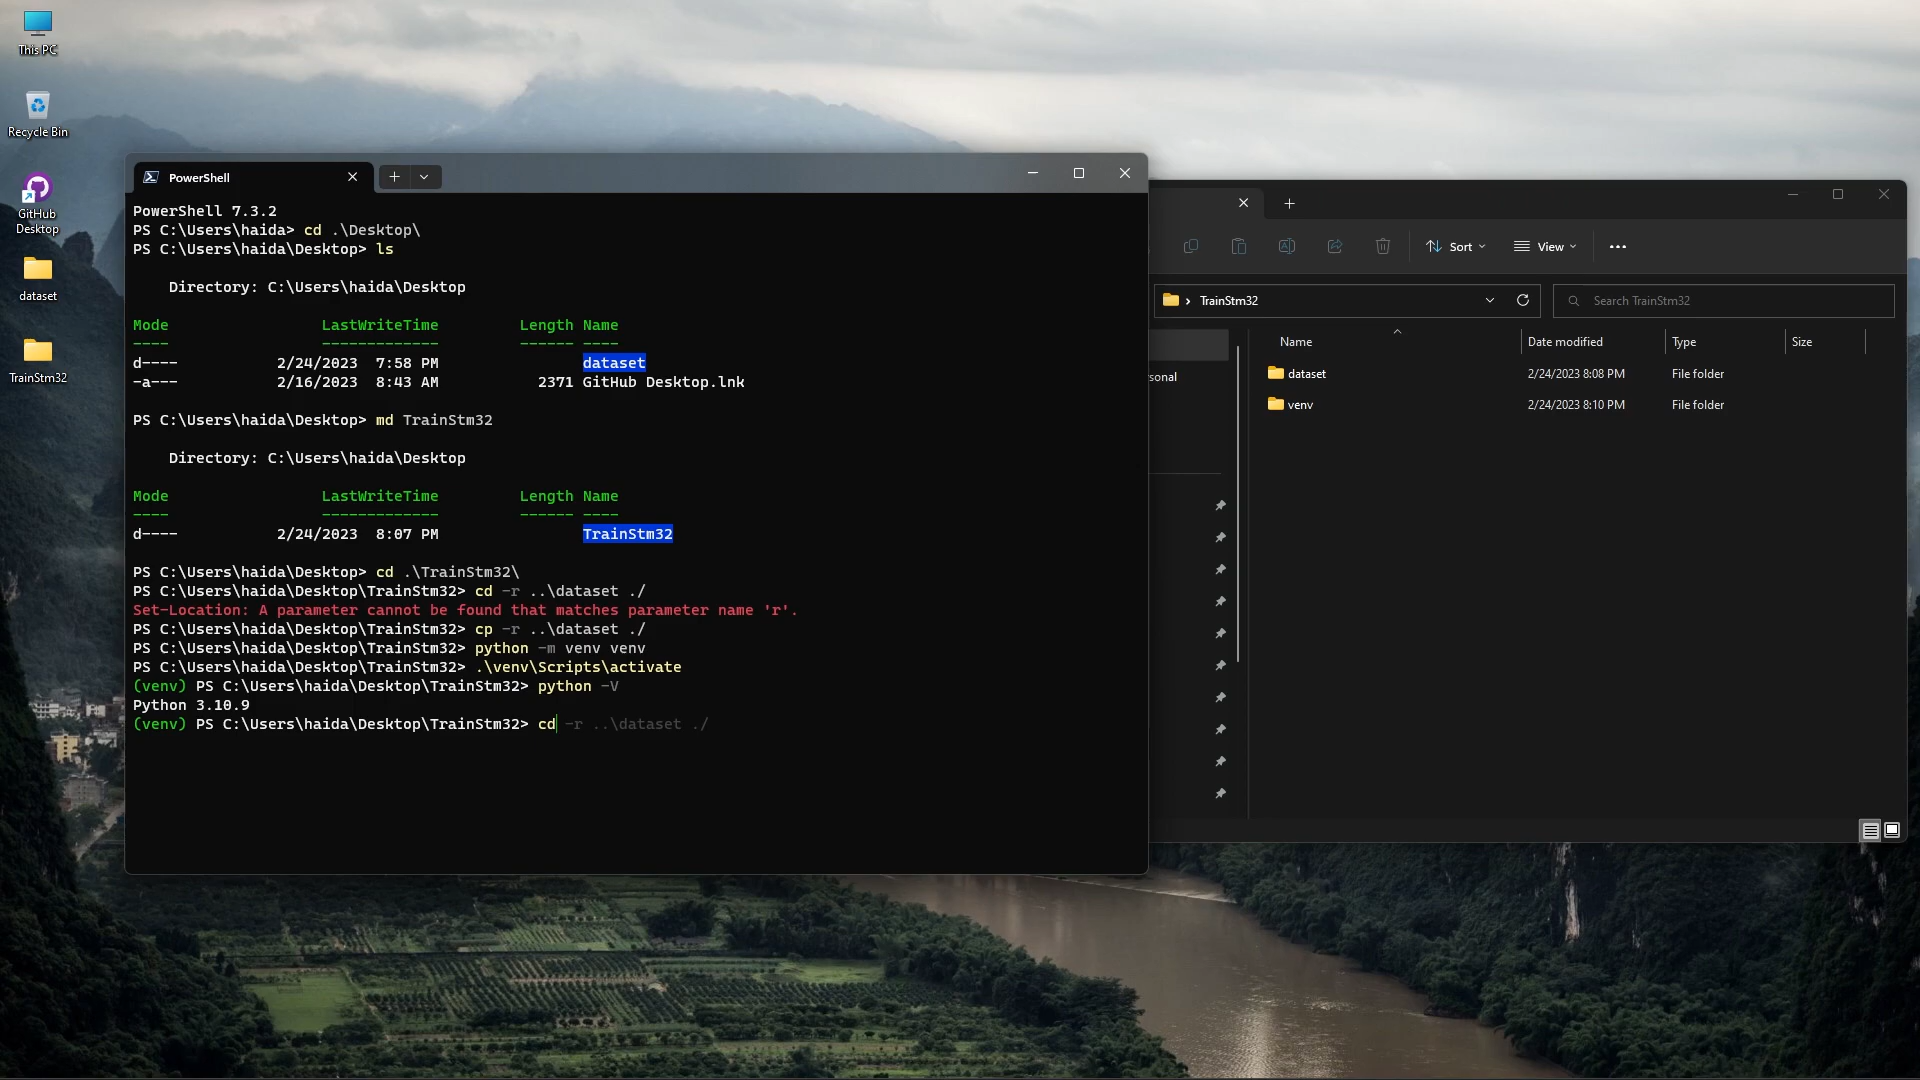 This PC
Recycle Bin
GitHub
Desktop
dataset
TrainStm32
PowerShell
PowerShell 7.3.2
PS C:\Users\haida> cd .\Desktop\
PS C:\Users\haida\Desktop> ls
Directory: C:\Users\haida\Desktop
Mode LastWriteTime Length Name
---- ------------- ------ ----
d---- 2/24/2023 7:58 PM dataset
-a--- 2/16/2023 8:43 AM 2371 GitHub Desktop.lnk
PS C:\Users\haida\Desktop> md TrainStm32
Directory: C:\Users\haida\Desktop
Mode LastWriteTime Length Name
---- ------------- ------ ----
d---- 2/24/2023 8:07 PM TrainStm32
PS C:\Users\haida\Desktop> cd .\TrainStm32\
PS C:\Users\haida\Desktop\TrainStm32> cd -r ..\dataset ./
Set-Location: A parameter cannot be found that matches parameter name 'r'.
PS C:\Users\haida\Desktop\TrainStm32> cp -r ..\dataset ./
PS C:\Users\haida\Desktop\TrainStm32> python -m venv venv
PS C:\Users\haida\Desktop\TrainStm32> .\venv\Scripts\activate
(venv) PS C:\Users\haida\Desktop\TrainStm32> python -V
Python 3.10.9
(venv) PS C:\Users\haida\Desktop\TrainStm32> cd -r ..\dataset ./
Sort View
TrainStm32 Search TrainStm32
Name Date modified Type Size
sonal
dataset 2/24/2023 8:08 PM File folder
venv 2/24/2023 8:10 PM File folder